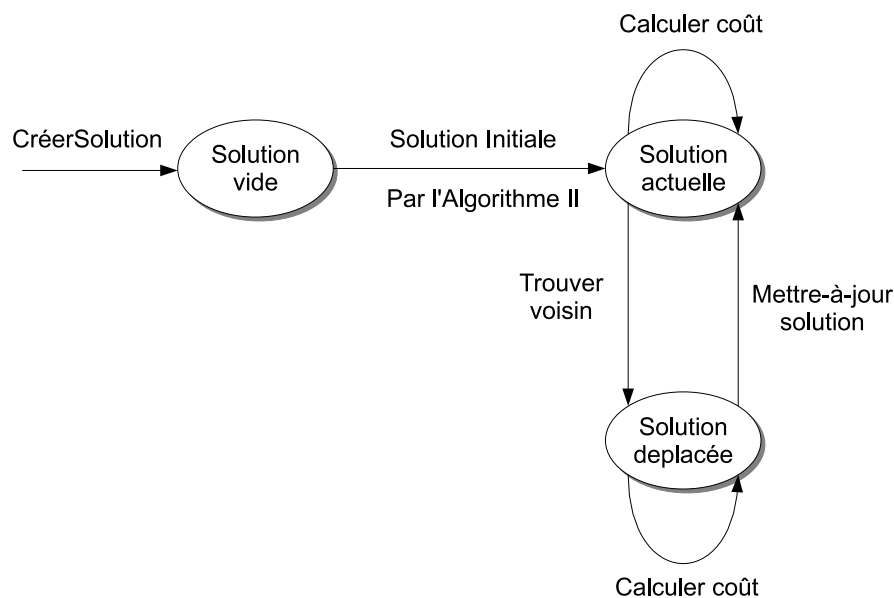 Calculer coût
CréerSolution
Solution
vide
Solution Initiale
Par l'Algorithme II
Solution
actuelle
Trouver
voisin
Mettre-à-jour
solution
Solution
deplacée
Calculer coût